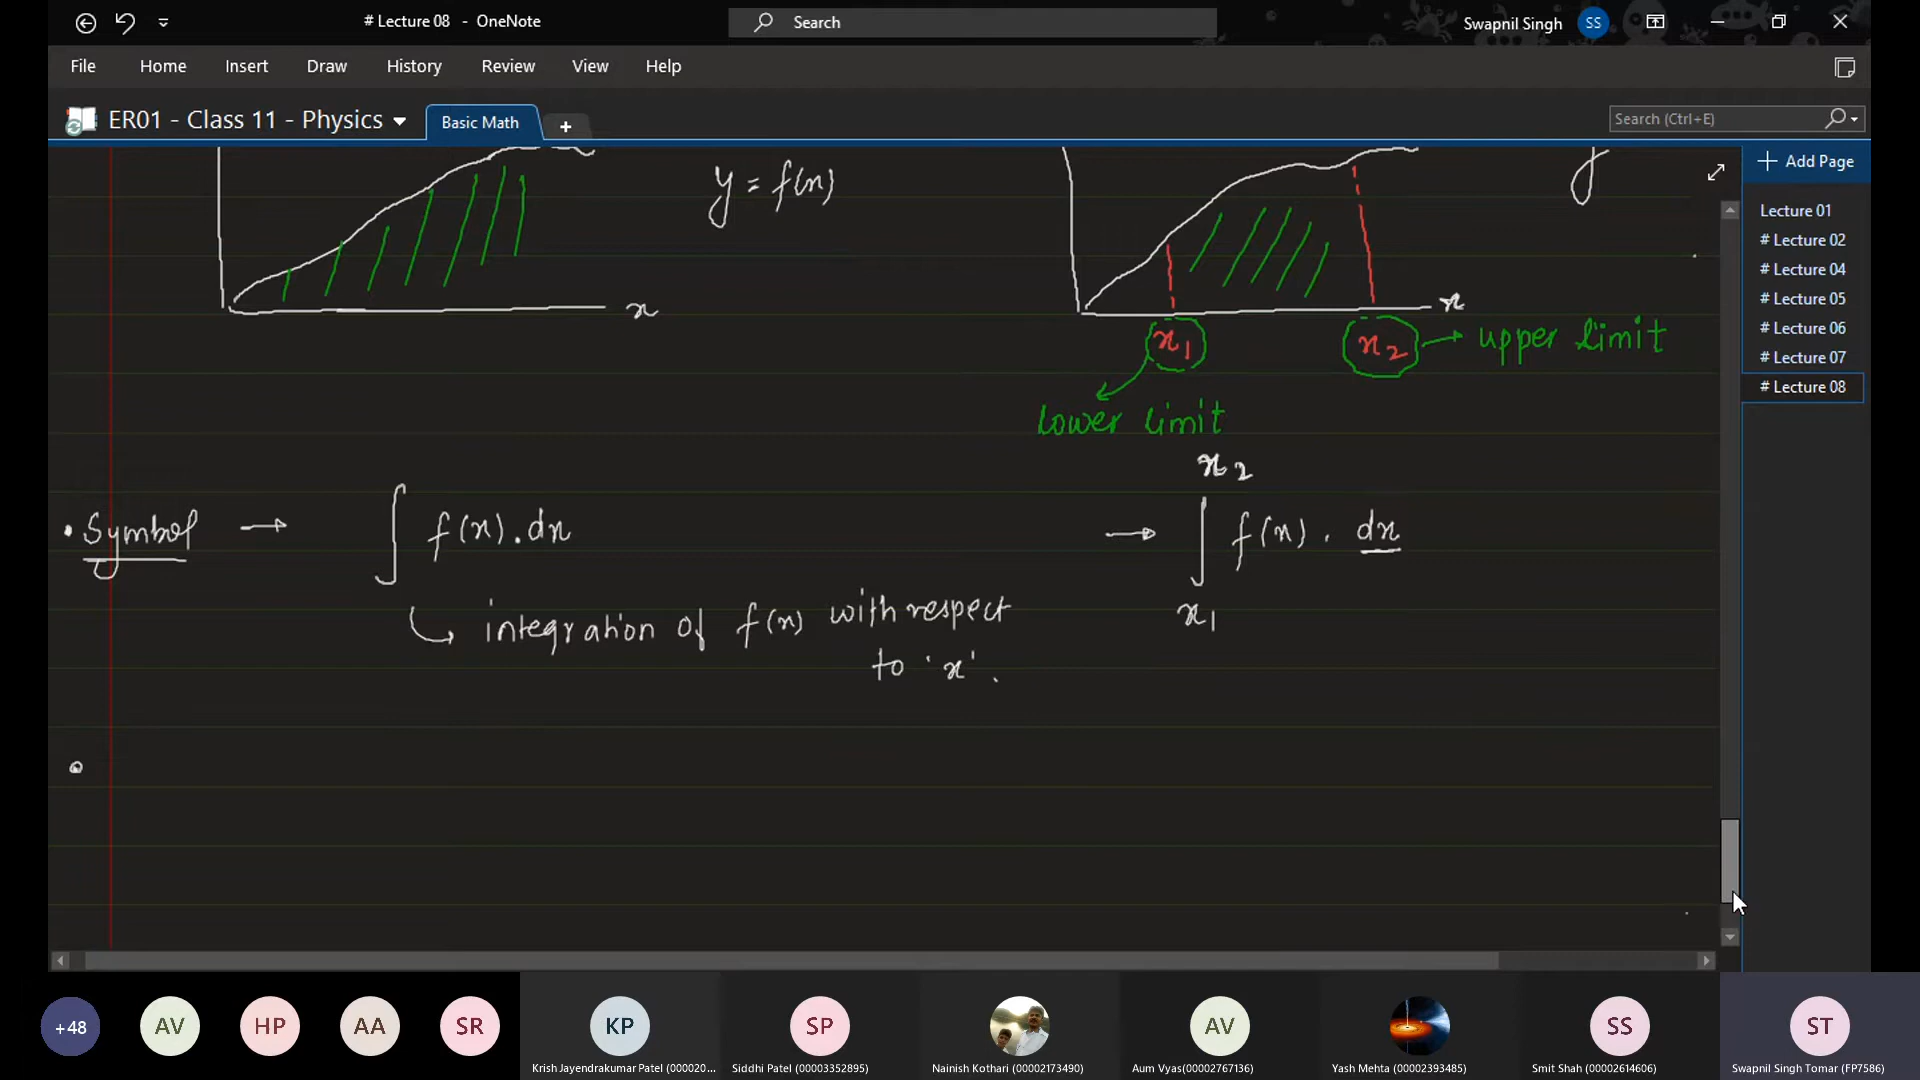 # Lecture 08 - OneNote
Search
Swapnil Singh
SS
File Home Insert Draw History Review View Help
ER01 - Class 11 - Physics
Basic Math
+
Search (Ctrl+E)
Add Page
Lecture 01
# Lecture 02
# Lecture 04
# Lecture 05
# Lecture 06
# Lecture 07
# Lecture 08
y = f(x)
y
x
x
x₁
x₂ → upper limit
lower limit
• Symbol → ∫ f(x).dx
→ ∫ₓ₁ˣ² f(x). dx
integration of f(x) with respect
to 'x'.
+48
AV
HP
AA
SR
KP
SP
AV
SS
ST
Krish Jayendrakumar Patel (000020...
Siddhi Patel (00003352895)
Nainish Kothari (00002173490)
Aum Vyas(00002767136)
Yash Mehta (00002393485)
Smit Shah (00002614606)
Swapnil Singh Tomar (FP7586)